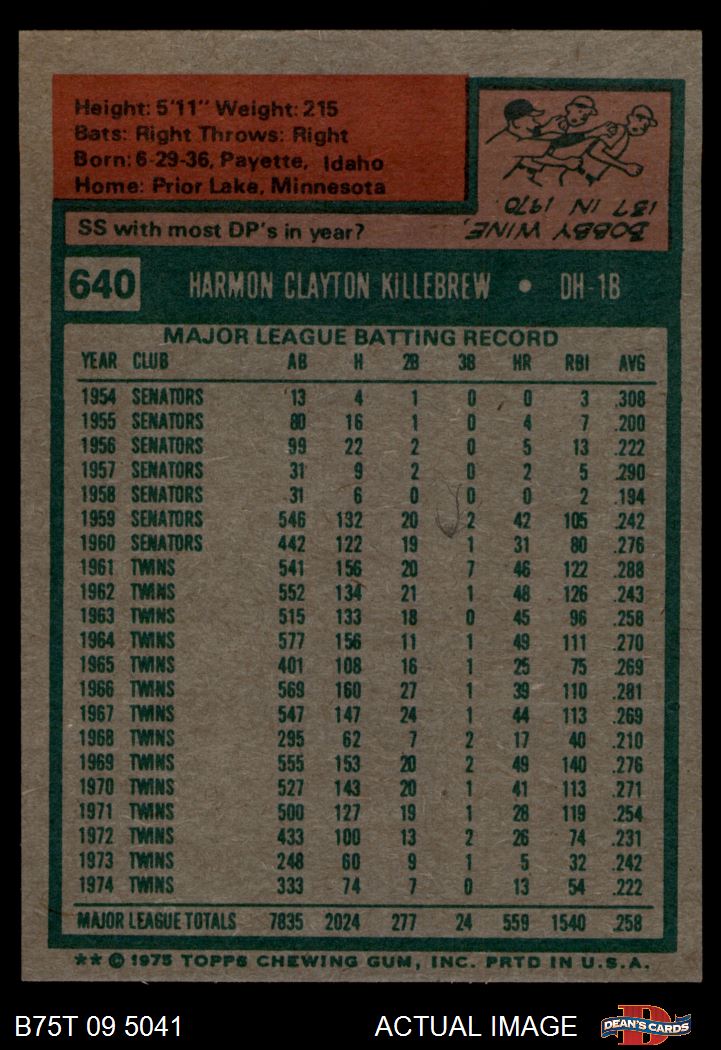 Height: 5'11" Weight: 215
Bats: Right Throws: Right
Born: 6-29-36, Payette, Idaho
Home: Prior Lake, Minnesota
SS with most DP's in year?
BOBBY WINE,
137 IN 1970.
640 HARMON CLAYTON KILLEBREW • DH-1B
MAJOR LEAGUE BATTING RECORD
YEAR CLUB AB H 2B 3B HR RBI AVG
1954 SENATORS 13 4 1 0 0 3 .308
1955 SENATORS 80 16 1 0 4 7 .200
1956 SENATORS 99 22 2 0 5 13 .222
1957 SENATORS 31 9 2 0 2 5 .290
1958 SENATORS 31 6 0 0 0 2 .194
1959 SENATORS 546 132 20 2 42 105 .242
1960 SENATORS 442 122 19 1 31 80 .276
1961 TWINS 541 156 20 7 46 122 .288
1962 TWINS 552 134 21 1 48 126 .243
1963 TWINS 515 133 18 0 45 96 .258
1964 TWINS 577 156 11 1 49 111 .270
1965 TWINS 401 108 16 1 25 75 .269
1966 TWINS 569 160 27 1 39 110 .281
1967 TWINS 547 147 24 1 44 113 .269
1968 TWINS 295 62 7 2 17 40 .210
1969 TWINS 555 153 20 2 49 140 .276
1970 TWINS 527 143 20 1 41 113 .271
1971 TWINS 500 127 19 1 28 119 .254
1972 TWINS 433 100 13 2 26 74 .231
1973 TWINS 248 60 9 1 5 32 .242
1974 TWINS 333 74 7 0 13 54 .222
MAJOR LEAGUE TOTALS 7835 2024 277 24 559 1540 .258
** © 1975 TOPPS CHEWING GUM, INC. PRTD IN U.S.A.
B75T 09 5041 ACTUAL IMAGE
DEAN'S CARDS